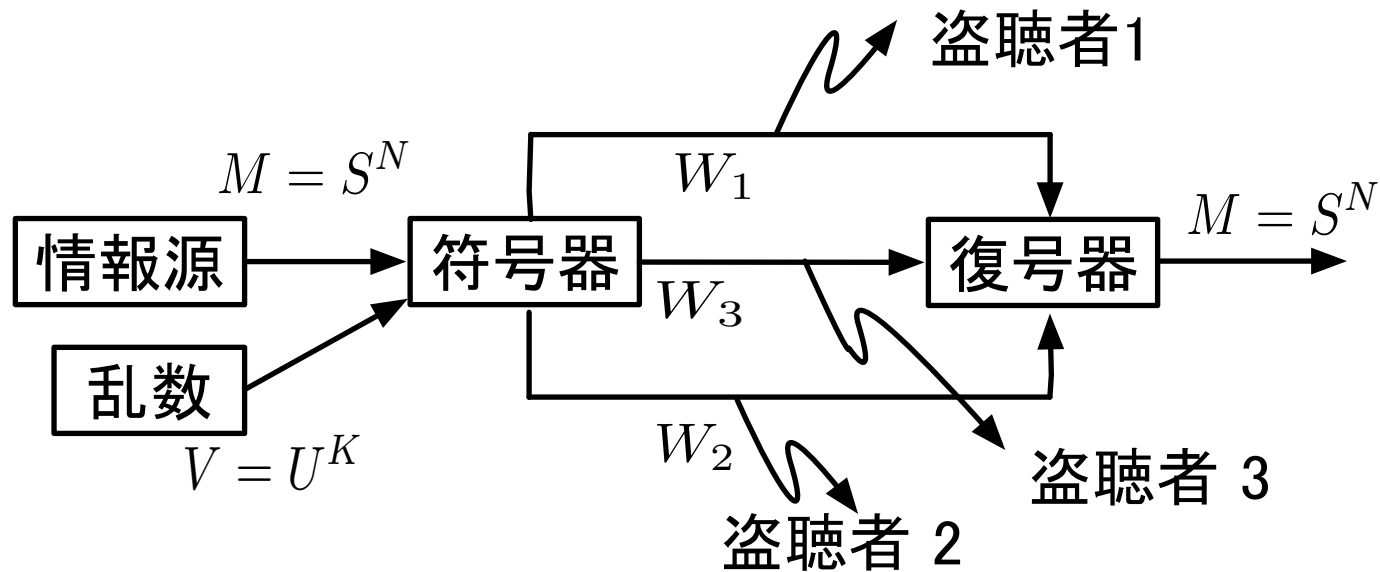 盗聴者1
M = S^N
W_1
M = S^N
情報源
符号器
復号器
W_3
乱数
V = U^K
W_2
盗聴者 3
盗聴者 2